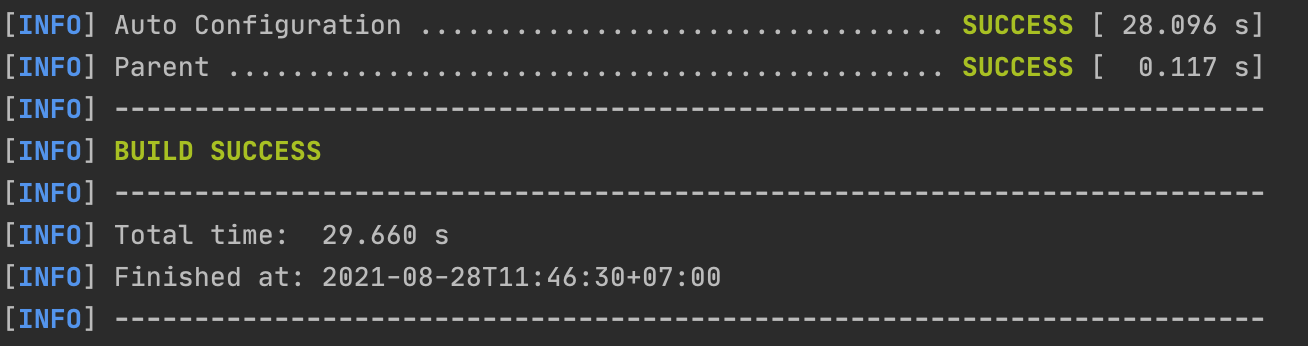 [INFO] Auto Configuration ................................. SUCCESS [ 28.096 s]
[INFO] Parent ............................................. SUCCESS [  0.117 s]
[INFO] ------------------------------------------------------------------------
[INFO] BUILD SUCCESS
[INFO] ------------------------------------------------------------------------
[INFO] Total time:  29.660 s
[INFO] Finished at: 2021-08-28T11:46:30+07:00
[INFO] ------------------------------------------------------------------------